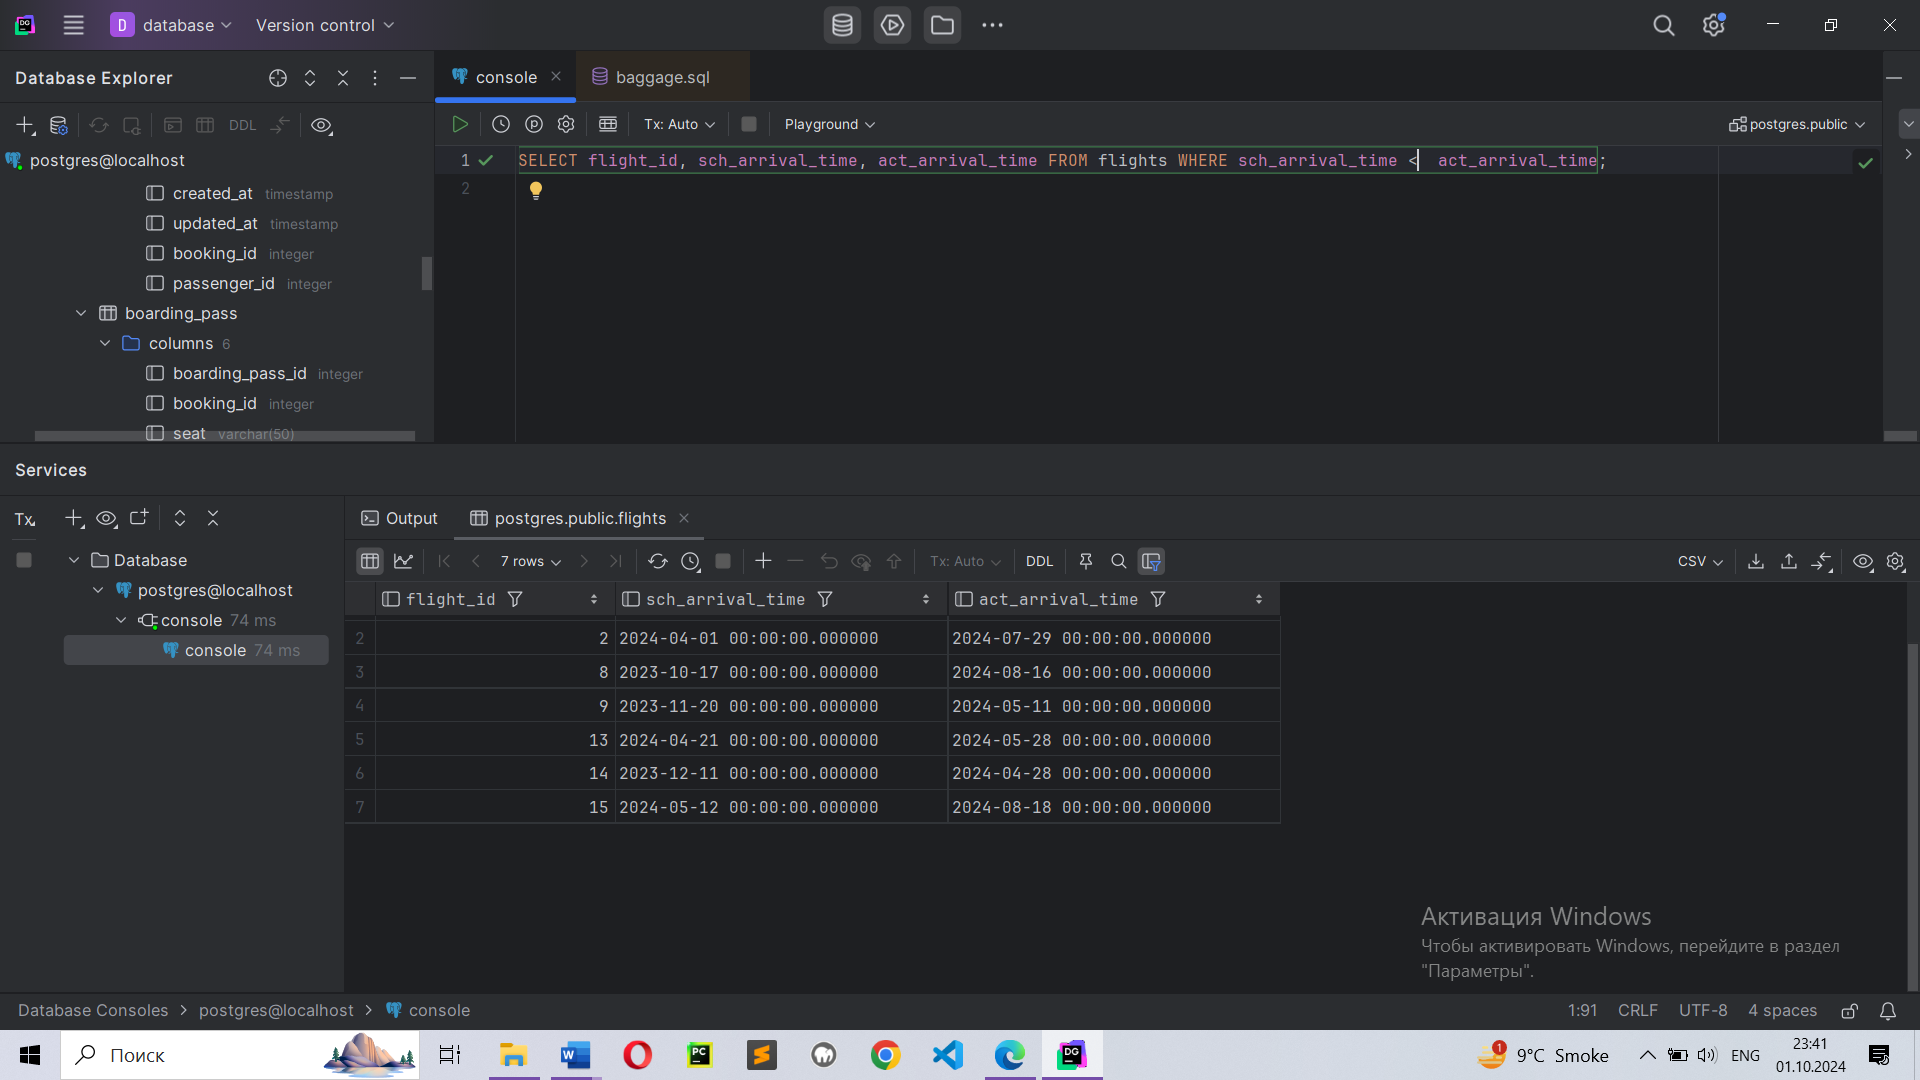 D database Version control
Database Explorer
console
baggage.sql
DDL
Tx: Auto
Playground
postgres.public
postgres@localhost
1 SELECT flight_id, sch_arrival_time, act_arrival_time FROM flights WHERE sch_arrival_time <  act_arrival_time;
2
created_at timestamp
updated_at timestamp
booking_id integer
passenger_id integer
boarding_pass
columns 6
boarding_pass_id integer
booking_id integer
seat varchar(50)
Services
Tx
Output
postgres.public.flights
Database
postgres@localhost
console 74 ms
console 74 ms
7 rows
Tx: Auto
DDL
CSV
flight_id sch_arrival_time act_arrival_time
2 2 2024-04-01 00:00:00.000000 2024-07-29 00:00:00.000000
3 8 2023-10-17 00:00:00.000000 2024-08-16 00:00:00.000000
4 9 2023-11-20 00:00:00.000000 2024-05-11 00:00:00.000000
5 13 2024-04-21 00:00:00.000000 2024-05-28 00:00:00.000000
6 14 2023-12-11 00:00:00.000000 2024-04-28 00:00:00.000000
7 15 2024-05-12 00:00:00.000000 2024-08-18 00:00:00.000000
Активация Windows
Чтобы активировать Windows, перейдите в раздел
"Параметры".
Database Consoles > postgres@localhost > console
1:91 CRLF UTF-8 4 spaces
Поиск
1 9°C Smoke
ENG
23:41
01.10.2024